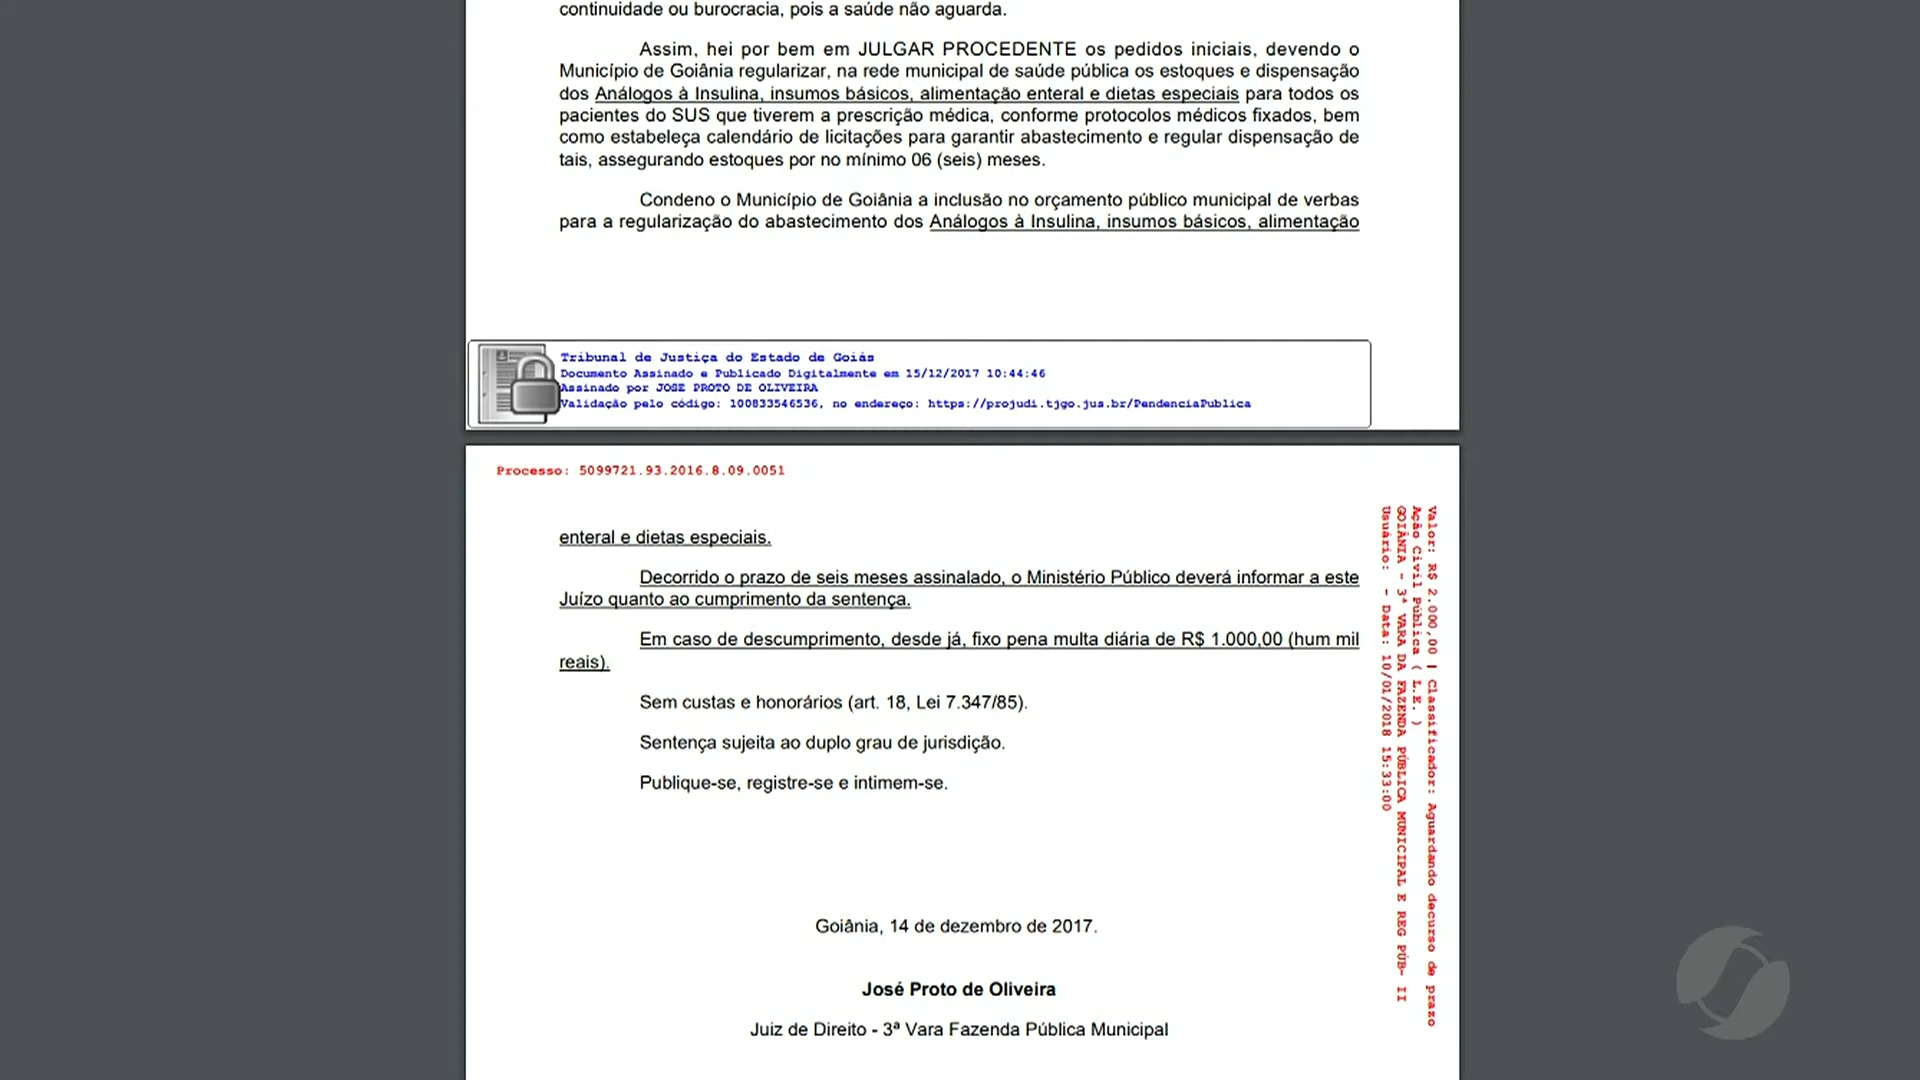 continuidade ou burocracia, pois a saúde não aguarda.
Assim, hei por bem em JULGAR PROCEDENTE os pedidos iniciais, devendo o
Município de Goiânia regularizar, na rede municipal de saúde pública os estoques e dispensação
dos Análogos à Insulina, insumos básicos, alimentação enteral e dietas especiais para todos os
pacientes do SUS que tiverem a prescrição médica, conforme protocolos médicos fixados, bem
como estabeleça calendário de licitações para garantir abastecimento e regular dispensação de
tais, assegurando estoques por no mínimo 06 (seis) meses.
Condeno o Município de Goiânia a inclusão no orçamento público municipal de verbas
para a regularização do abastecimento dos Análogos à Insulina, insumos básicos, alimentação
Tribunal de Justiça do Estado de Goiás
Documento Assinado e Publicado Digitalmente em 15/12/2017 10:44:46
Assinado por JOSE PROTO DE OLIVEIRA
Validação pelo código: 100833546536, no endereço: https://projudi.tjgo.jus.br/PendenciaPublica
Processo: 5099721.93.2016.8.09.0051
enteral e dietas especiais.
Decorrido o prazo de seis meses assinalado, o Ministério Público deverá informar a este
Juízo quanto ao cumprimento da sentença.
Em caso de descumprimento, desde já, fixo pena multa diária de R$ 1.000,00 (hum mil
reais).
Sem custas e honorários (art. 18, Lei 7.347/85).
Sentença sujeita ao duplo grau de jurisdição.
Publique-se, registre-se e intimem-se.
Goiânia, 14 de dezembro de 2017.
José Proto de Oliveira
Juiz de Direito - 3ª Vara Fazenda Pública Municipal
Valor: R$ 2.000,00 | Classificador: Aguardando decurso de prazo
Ação Civil Pública ( L.E. )
GOIÂNIA - 3ª VARA DA FAZENDA PÚBLICA MUNICIPAL E REG PÚB- II
Usuário: - Data: 10/01/2018 15:33:00